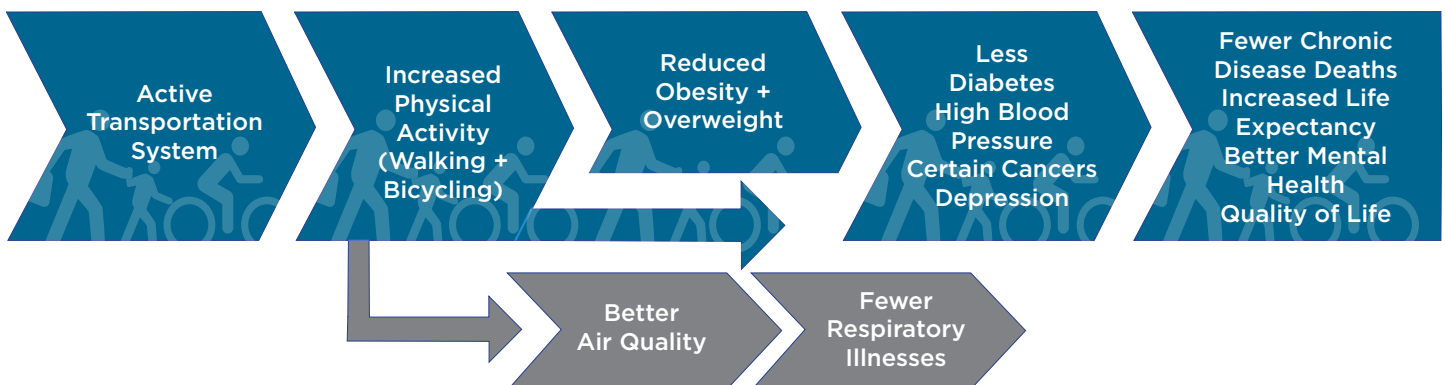 Active
Transportation
System
Increased
Physical
Activity
(Walking +
Bicycling)
Reduced
Obesity +
Overweight
Less
Diabetes
High Blood
Pressure
Certain Cancers
Depression
Fewer Chronic
Disease Deaths
Increased Life
Expectancy
Better Mental
Health
Quality of Life
Better
Air Quality
Fewer
Respiratory
Illnesses